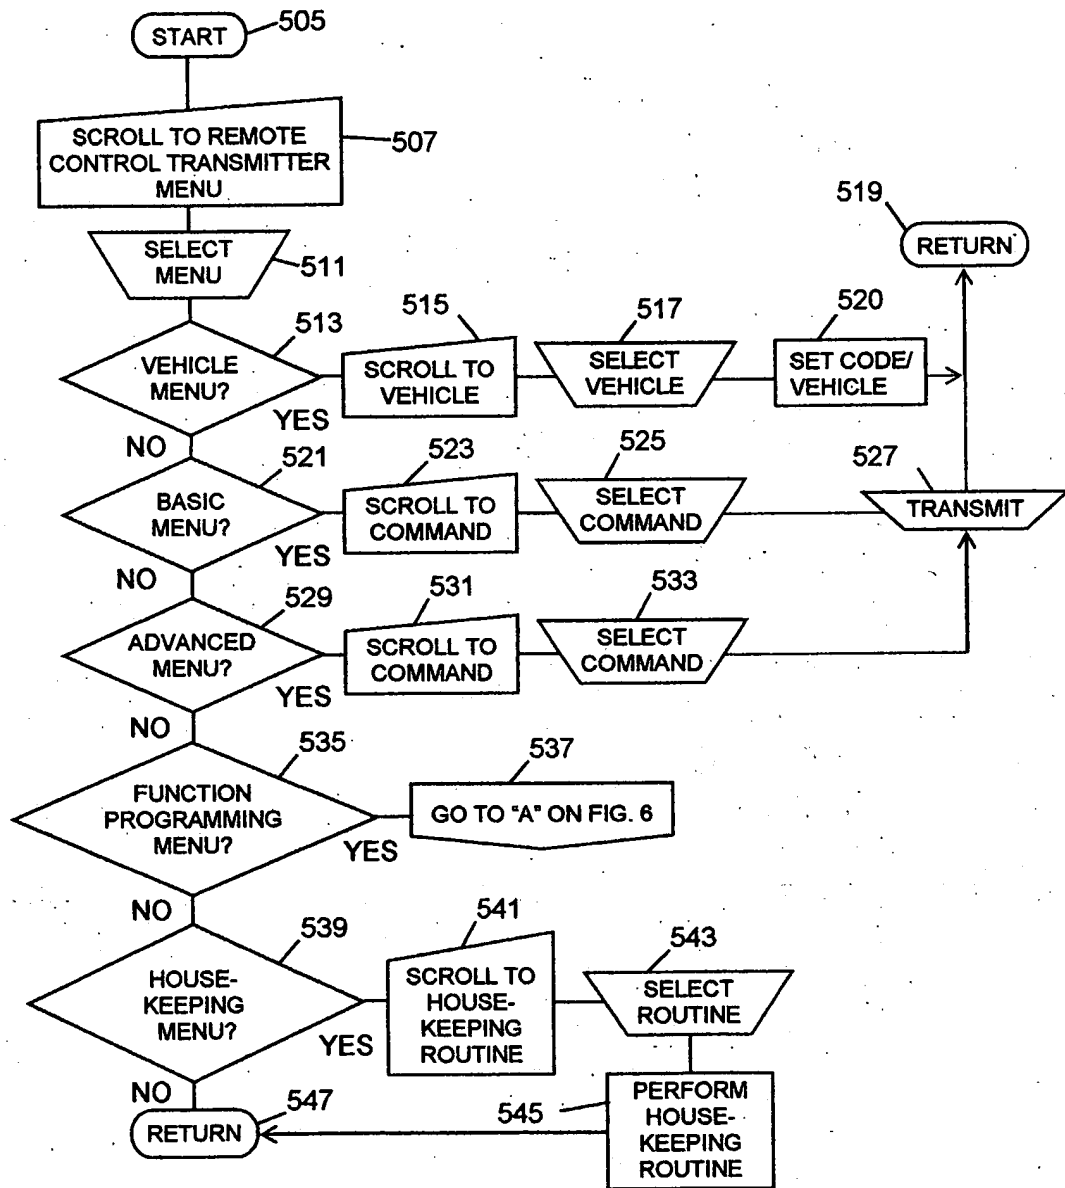 START
505
SCROLL TO REMOTE
CONTROL TRANSMITTER
MENU
507
519
RETURN
SELECT
MENU
511
513
VEHICLE
MENU?
YES
NO
515
SCROLL TO
VEHICLE
517
SELECT
VEHICLE
520
SET CODE/
VEHICLE
521
BASIC
MENU?
YES
NO
523
SCROLL TO
COMMAND
525
SELECT
COMMAND
527
TRANSMIT
529
ADVANCED
MENU?
YES
NO
531
SCROLL TO
COMMAND
533
SELECT
COMMAND
535
FUNCTION
PROGRAMMING
MENU?
YES
NO
537
GO TO "A" ON FIG. 6
539
HOUSE-
KEEPING
MENU?
YES
NO
541
SCROLL TO
HOUSE-
KEEPING
ROUTINE
543
SELECT
ROUTINE
545
PERFORM
HOUSE-
KEEPING
ROUTINE
547
RETURN